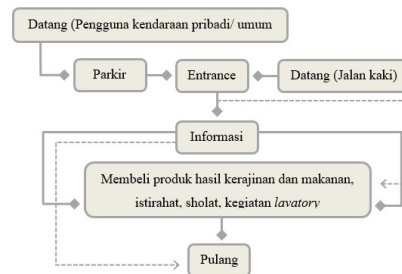 Datang (Pengguna kendaraan pribadi/ umum
Parkir
Entrance
Datang (Jalan kaki)
Informasi
Membeli produk hasil kerajinan dan makanan,
istirahat, sholat, kegiatan lavatory
Pulang